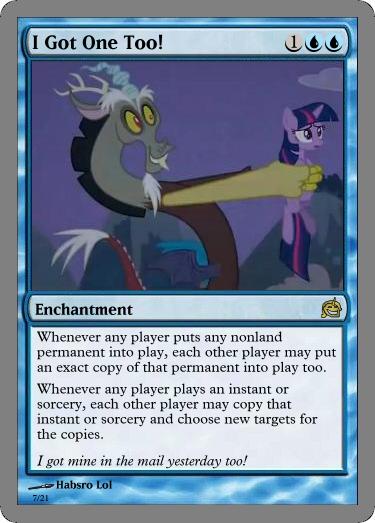 I Got One Too!
1
Enchantment
Whenever any player puts any nonland
permanent into play, each other player may put
an exact copy of that permanent into play too.
Whenever any player plays an instant or
sorcery, each other player may copy that
instant or sorcery and choose new targets for
the copies.
I got mine in the mail yesterday too!
Habsro Lol
7/21